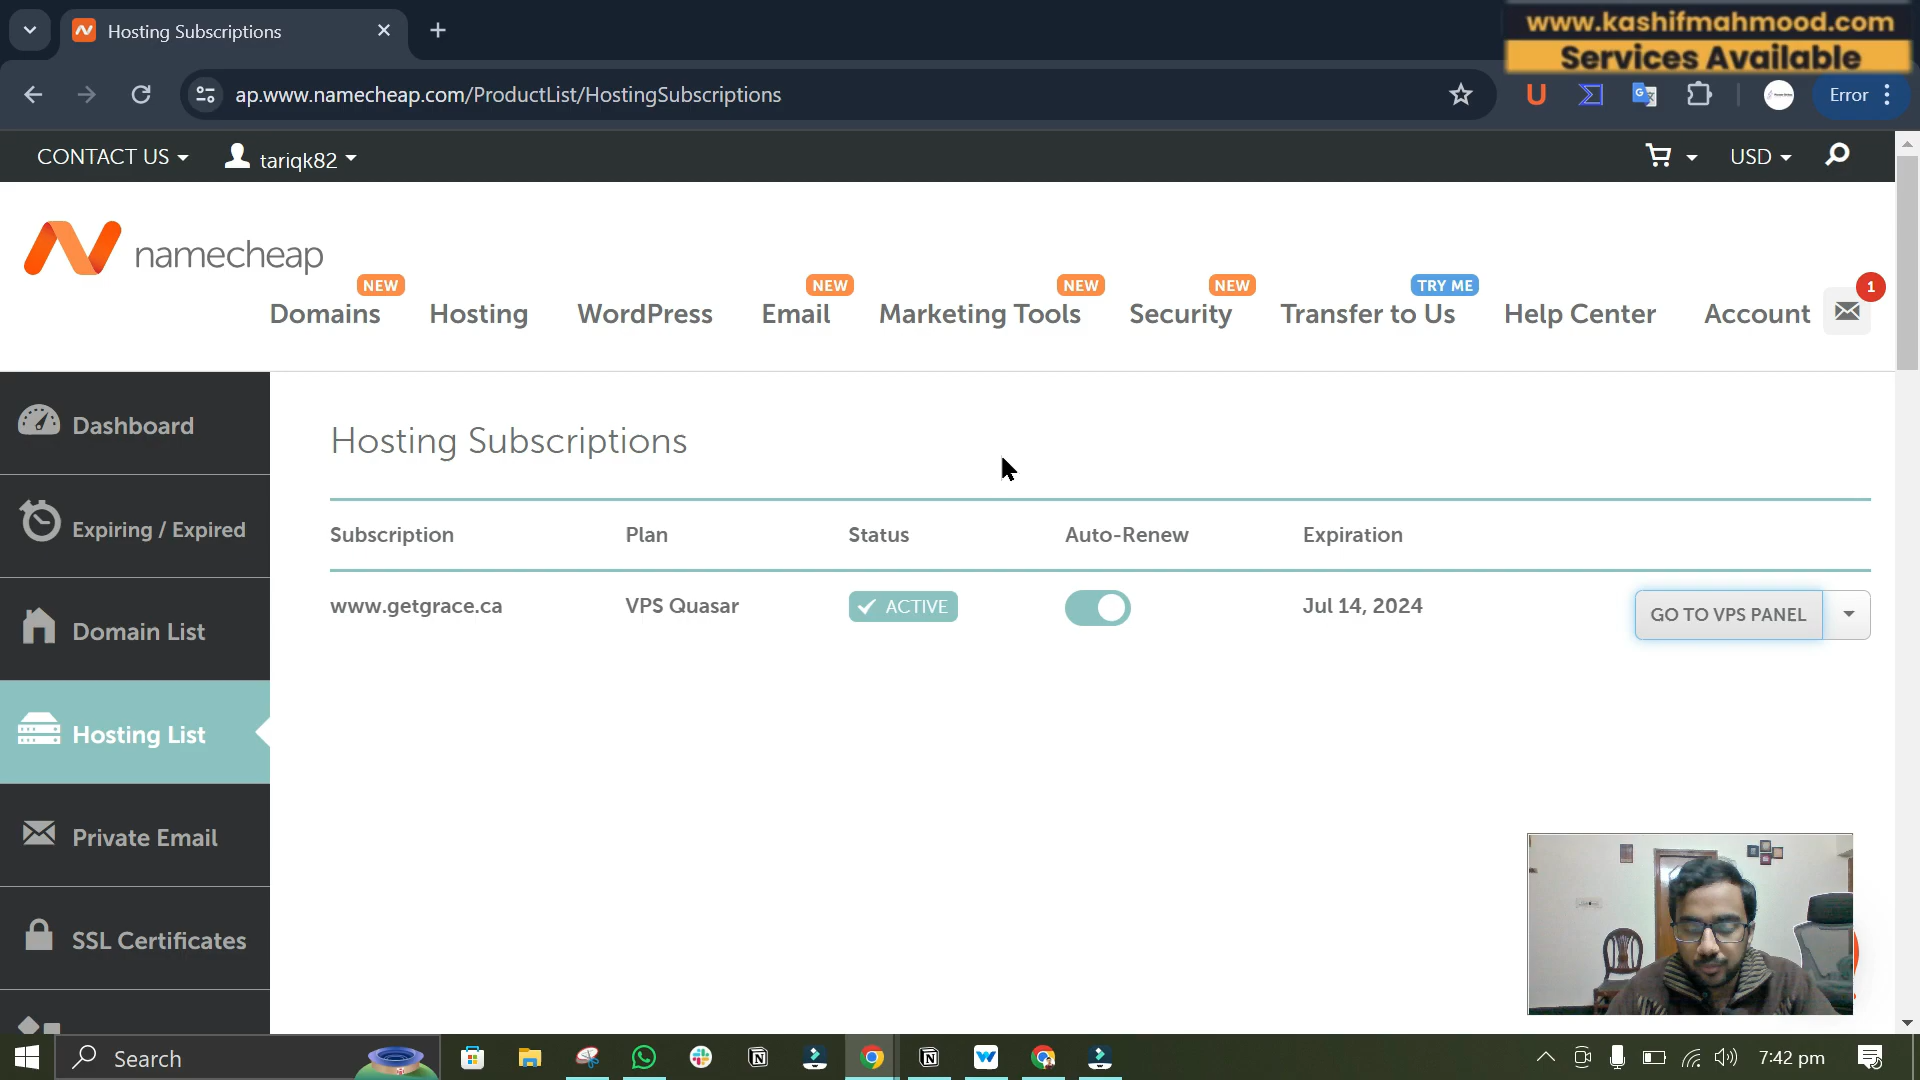 Hosting Subscriptions
www.kashifmahmood.com
Services Available
ap.www.namecheap.com/ProductList/HostingSubscriptions
Error
CONTACT US
tariqk82
USD
namecheap
NEW
NEW
NEW
NEW
TRY ME
1
Domains
Hosting
WordPress
Email
Marketing Tools
Security
Transfer to Us
Help Center
Account
Dashboard
Expiring / Expired
Domain List
Hosting List
Private Email
SSL Certificates
Hosting Subscriptions
Subscription Plan Status Auto-Renew Expiration
www.getgrace.ca VPS Quasar ACTIVE Jul 14, 2024 GO TO VPS PANEL
Search
7:42 pm